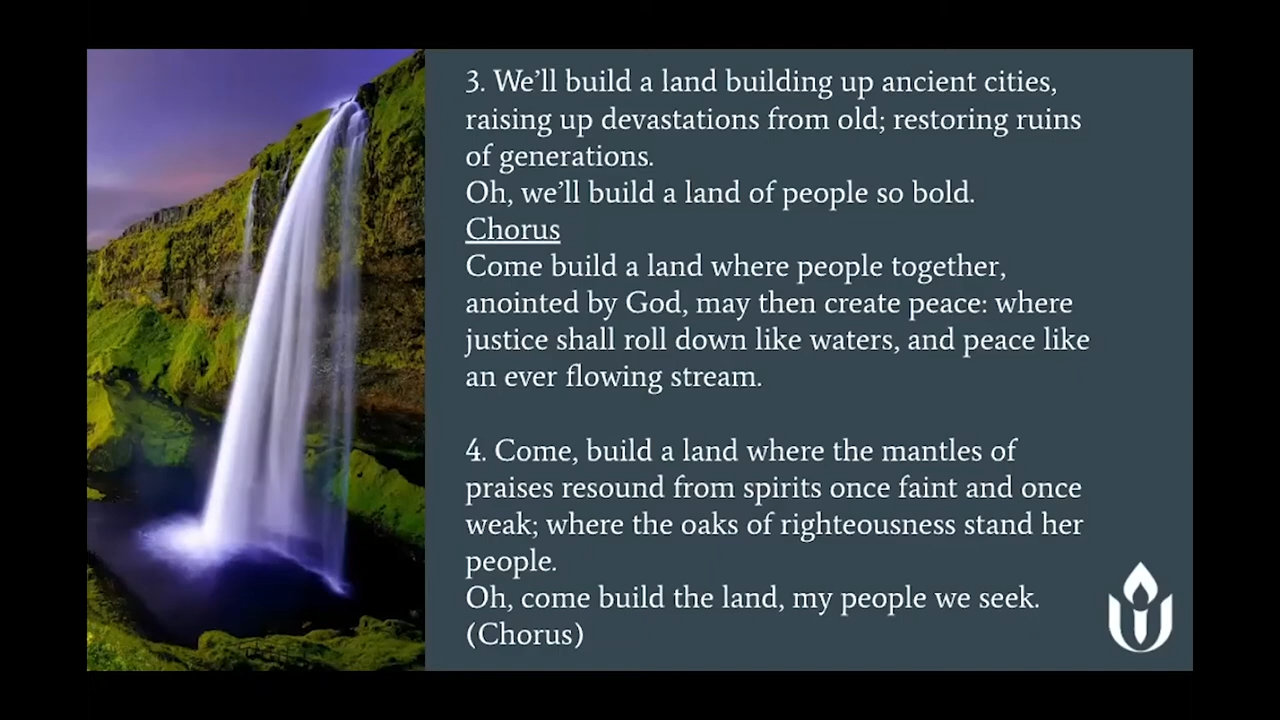 3. We’ll build a land building up ancient cities,
raising up devastations from old; restoring ruins
of generations.
Oh, we’ll build a land of people so bold.
Chorus
Come build a land where people together,
anointed by God, may then create peace: where
justice shall roll down like waters, and peace like
an ever flowing stream.
4. Come, build a land where the mantles of
praises resound from spirits once faint and once
weak; where the oaks of righteousness stand her
people.
Oh, come build the land, my people we seek.
(Chorus)